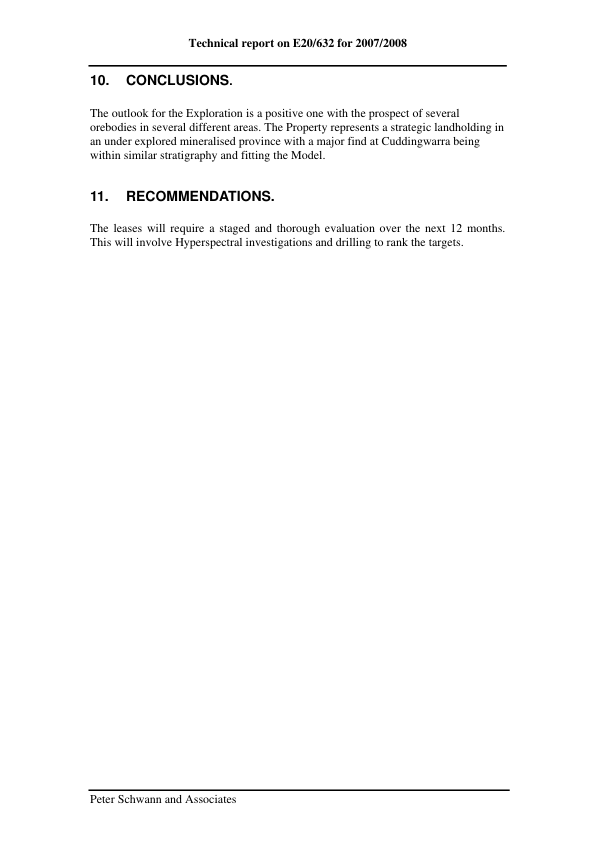 Technical report on E20/632 for 2007/2008
10. CONCLUSIONS.
The outlook for the Exploration is a positive one with the prospect of several
orebodies in several different areas. The Property represents a strategic landholding in
an under explored mineralised province with a major find at Cuddingwarra being
within similar stratigraphy and fitting the Model.
11. RECOMMENDATIONS.
The leases will require a staged and thorough evaluation over the next 12 months.
This will involve Hyperspectral investigations and drilling to rank the targets.
Peter Schwann and Associates